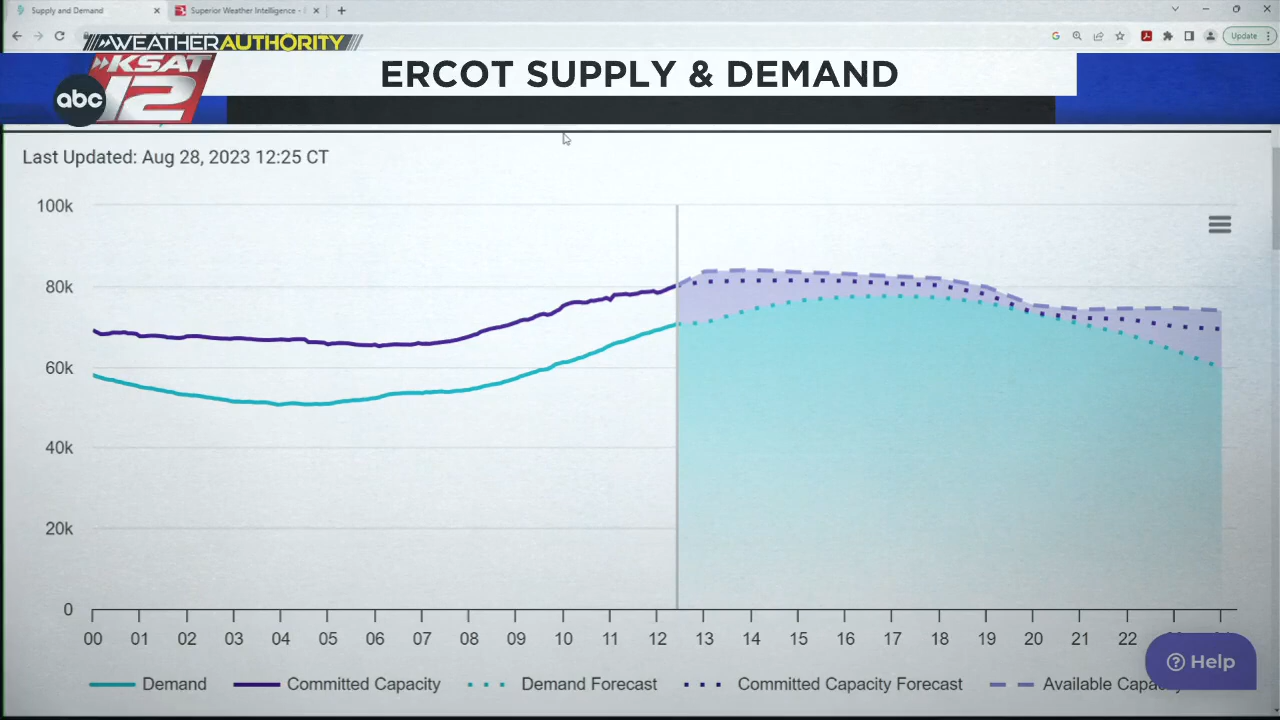 Supply and Demand
Superior Weather Intelligence -
Update
WEATHER AUTHORITY
KSAT
abc 12
ERCOT SUPPLY & DEMAND
Last Updated: Aug 28, 2023 12:25 CT
100k
80k
60k
40k
20k
0
00 01 02 03 04 05 06 07 08 09 10 11 12 13 14 15 16 17 18 19 20 21 22
Help
Demand Committed Capacity Demand Forecast Committed Capacity Forecast Available